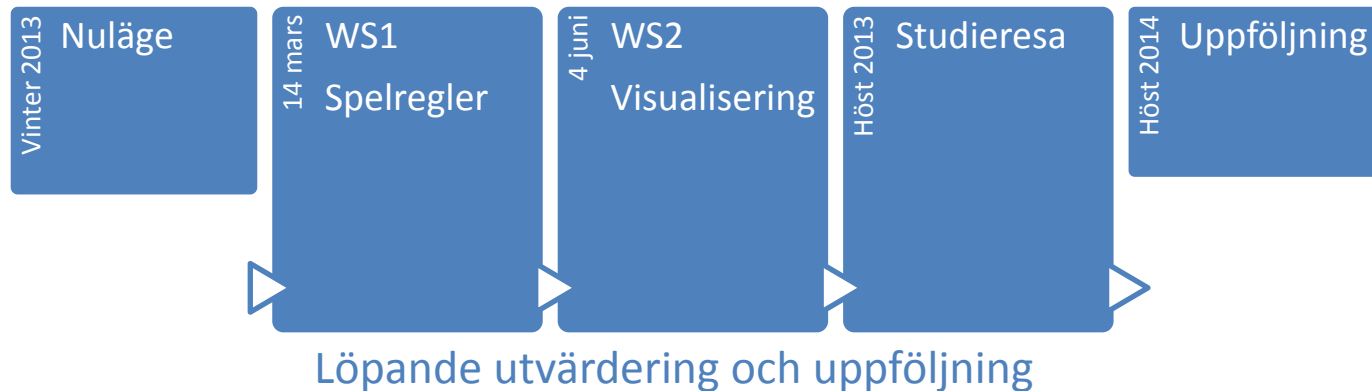 Vinter 2013
Nuläge
14 mars
WS1
Spelregler
4 juni
WS2
Visualisering
Höst 2013
Studieresa
Höst 2014
Uppföljning
Löpande utvärdering och uppföljning